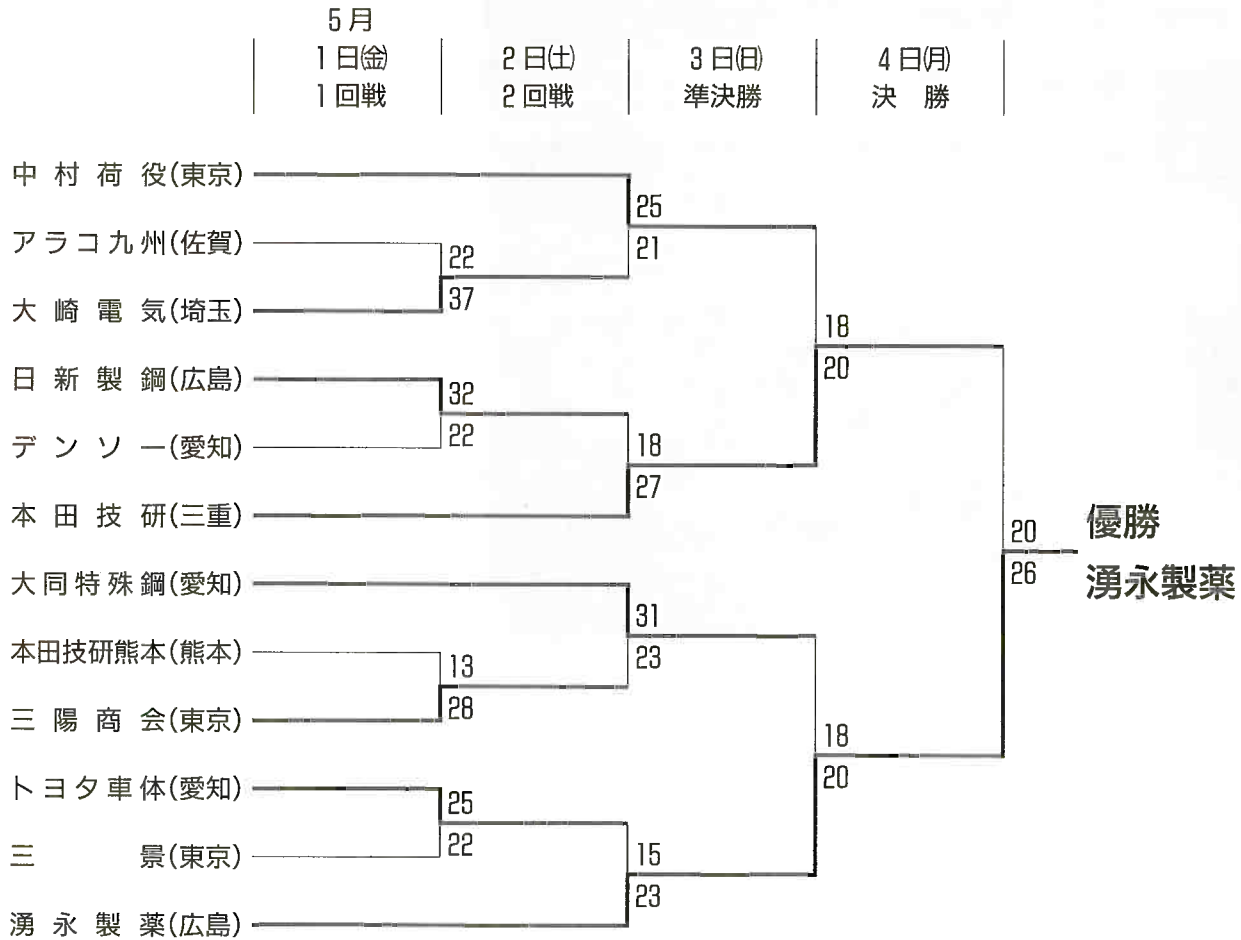 5月
1日㈮ 2日㈯ 3日㈰ 4日㈪
1回戦 2回戦 準決勝 決 勝
中村荷役(東京)
25
アラコ九州(佐賀)
22
21
大崎電気(埼玉)
37
18
20
日新製鋼(広島)
32
デンソー(愛知)
22
18
本田技研(三重)
27
20
優勝
26
湧永製薬
大同特殊鋼(愛知)
31
本田技研熊本(熊本)
13
23
三陽商会(東京)
28
18
20
トヨタ車体(愛知)
25
三景(東京)
22
15
23
湧永製薬(広島)